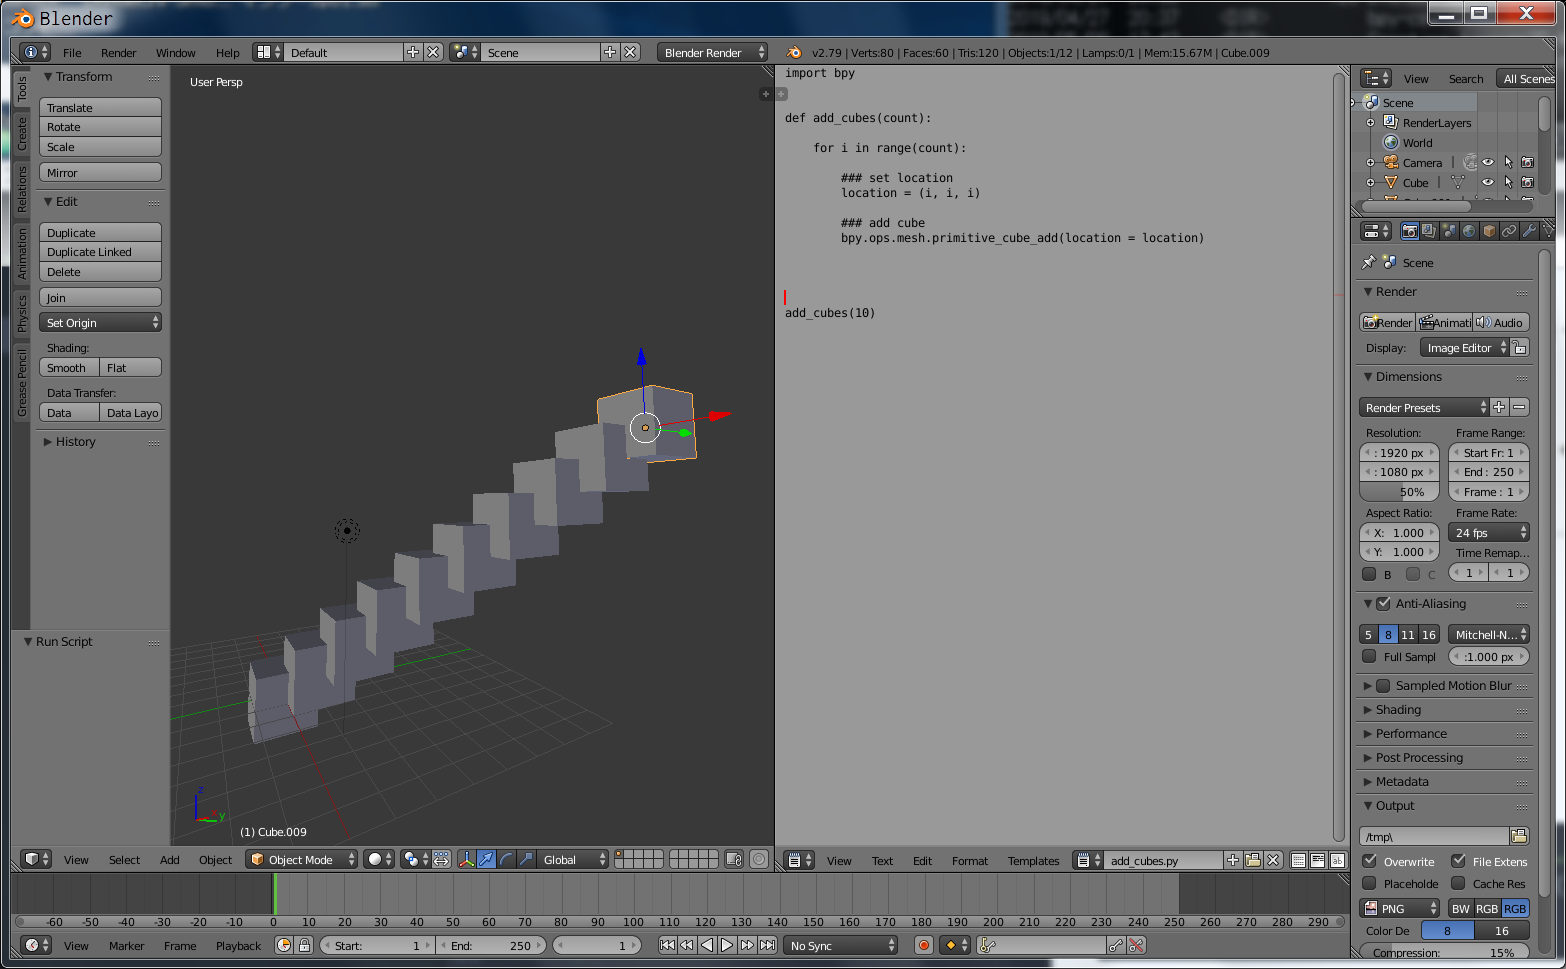 Blender
File Render Window Help Default Scene Blender Render v2.79 | Verts:80 | Faces:60 | Tris:120 | Objects:1/12 | Lamps:0/1 | Mem:15.67M | Cube.009
Tools
Create
Relations
Animation
Physics
Grease Pencil
Transform
Translate
Rotate
Scale
Mirror
Edit
Duplicate
Duplicate Linked
Delete
Join
Set Origin
Shading:
Smooth Flat
Data Transfer:
Data Data Layo
History
Run Script
User Persp
z
y
(1) Cube.009
View Select Add Object Object Mode Global
import bpy
def add_cubes(count):
for i in range(count):
### set location
location = (i, i, i)
### add cube
bpy.ops.mesh.primitive_cube_add(location = location)
add_cubes(10)
View Text Edit Format Templates add_cubes.py
View Search All Scenes
Scene
RenderLayers
World
Camera
Cube
Scene
Render
Render Animati Audio
Display: Image Editor
Dimensions
Render Presets
Resolution: Frame Range:
: 1920 px Start Fr: 1
: 1080 px End : 250
50% Frame : 1
Aspect Ratio: Frame Rate:
X: 1.000 24 fps
Y: 1.000 Time Remap...
B C 1 1
Anti-Aliasing
5 8 11 16 Mitchell-N...
Full Sampl :1.000 px
Sampled Motion Blur
Shading
Performance
Post Processing
Metadata
Output
/tmp\
Overwrite File Extens
Placeholde Cache Res
PNG BW RGB RGB
Color De 8 16
Compression: 15%
-60 -50 -40 -30 -20 -10 0 10 20 30 40 50 60 70 80 90 100 110 120 130 140 150 160 170 180 190 200 210 220 230 240 250 260 270 280 290
View Marker Frame Playback Start: 1 End: 250 1 No Sync